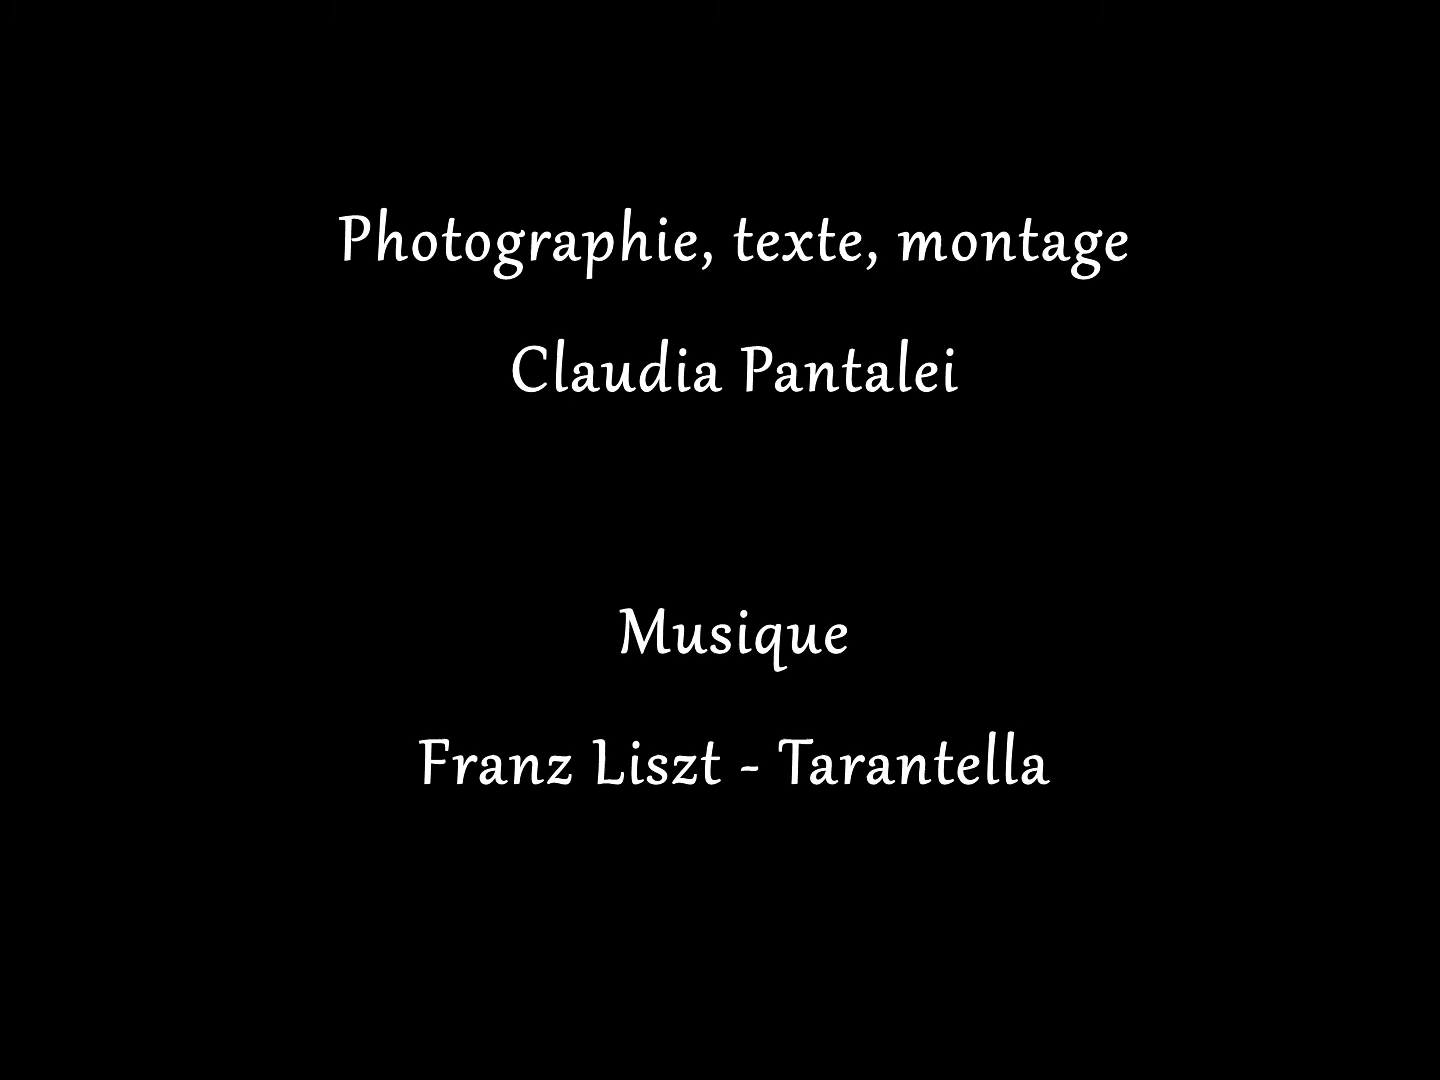 Photographie, texte, montage
Claudia Pantalei
Musique
Franz Liszt - Tarantella